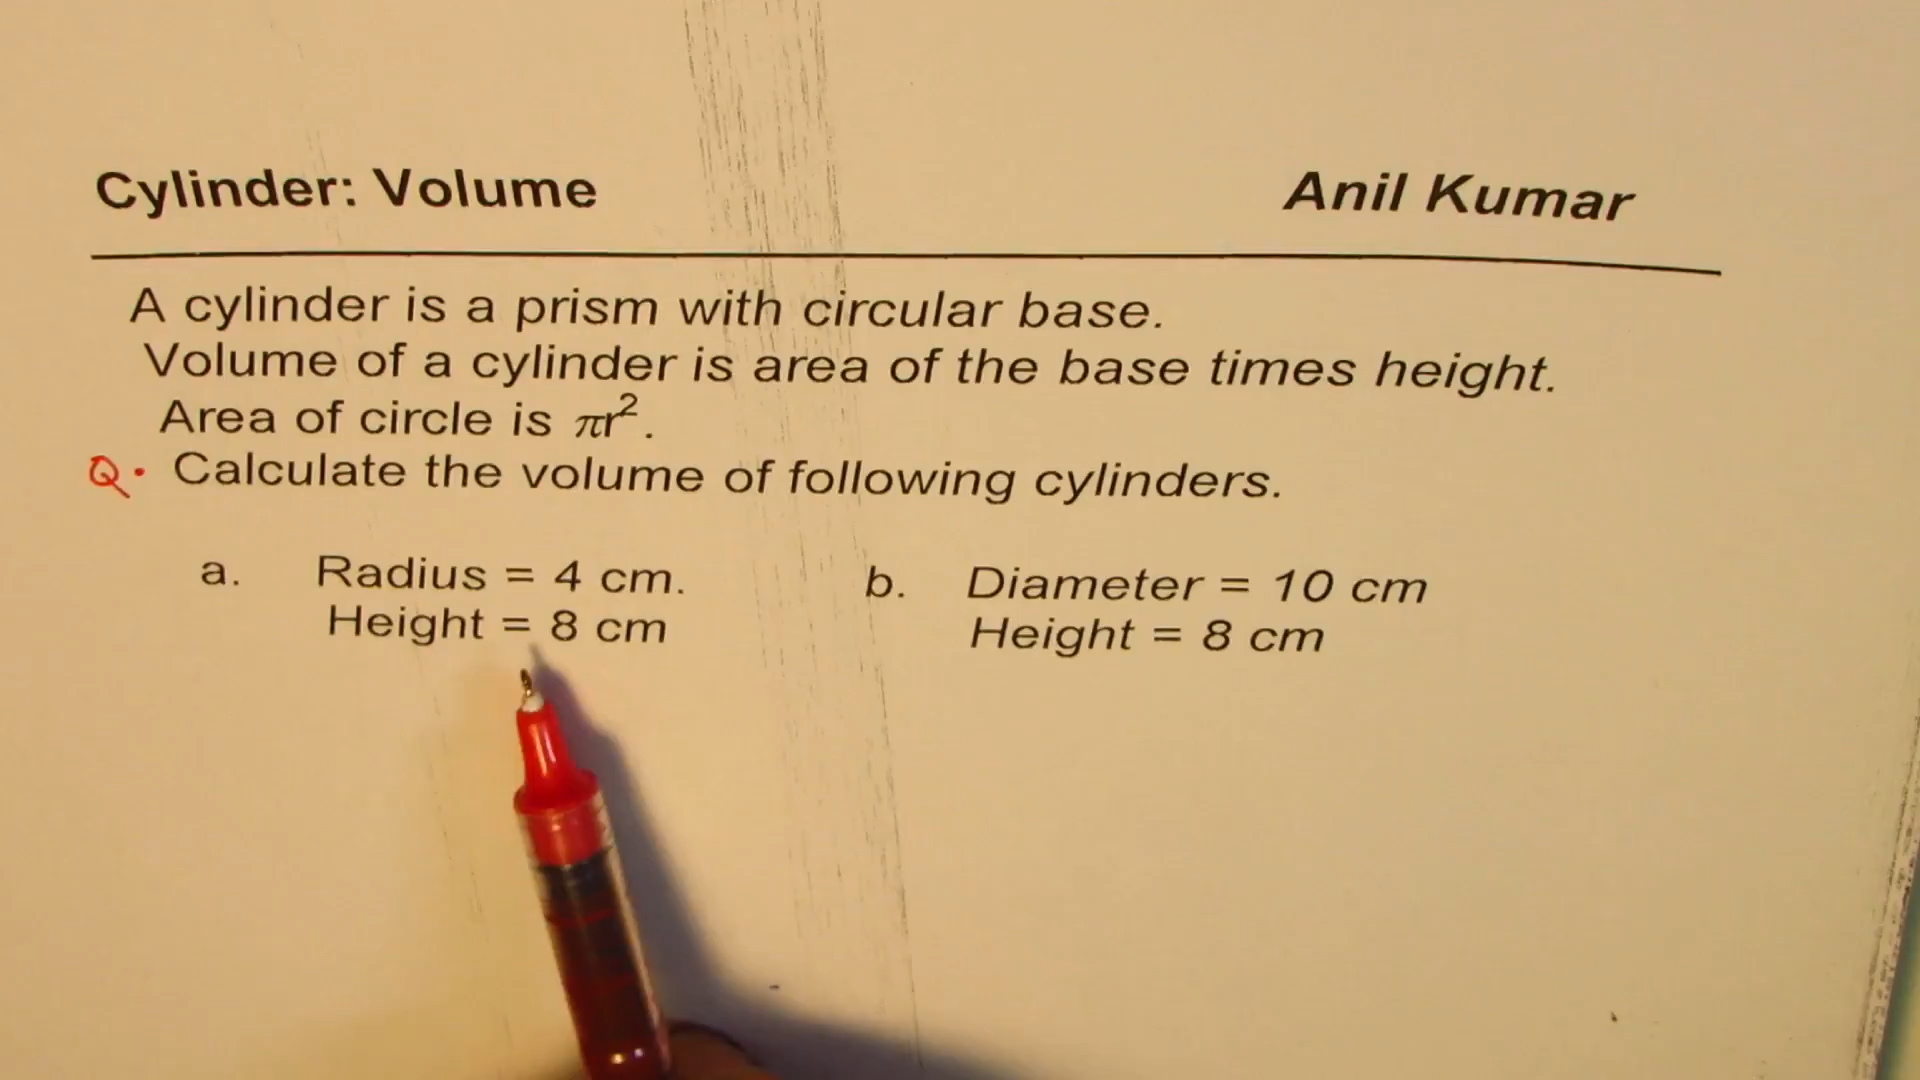 Cylinder: Volume Anil Kumar
A cylinder is a prism with circular base.
Volume of a cylinder is area of the base times height.
Area of circle is πr².
Q. Calculate the volume of following cylinders.
a. Radius = 4 cm. b. Diameter = 10 cm
Height = 8 cm Height = 8 cm